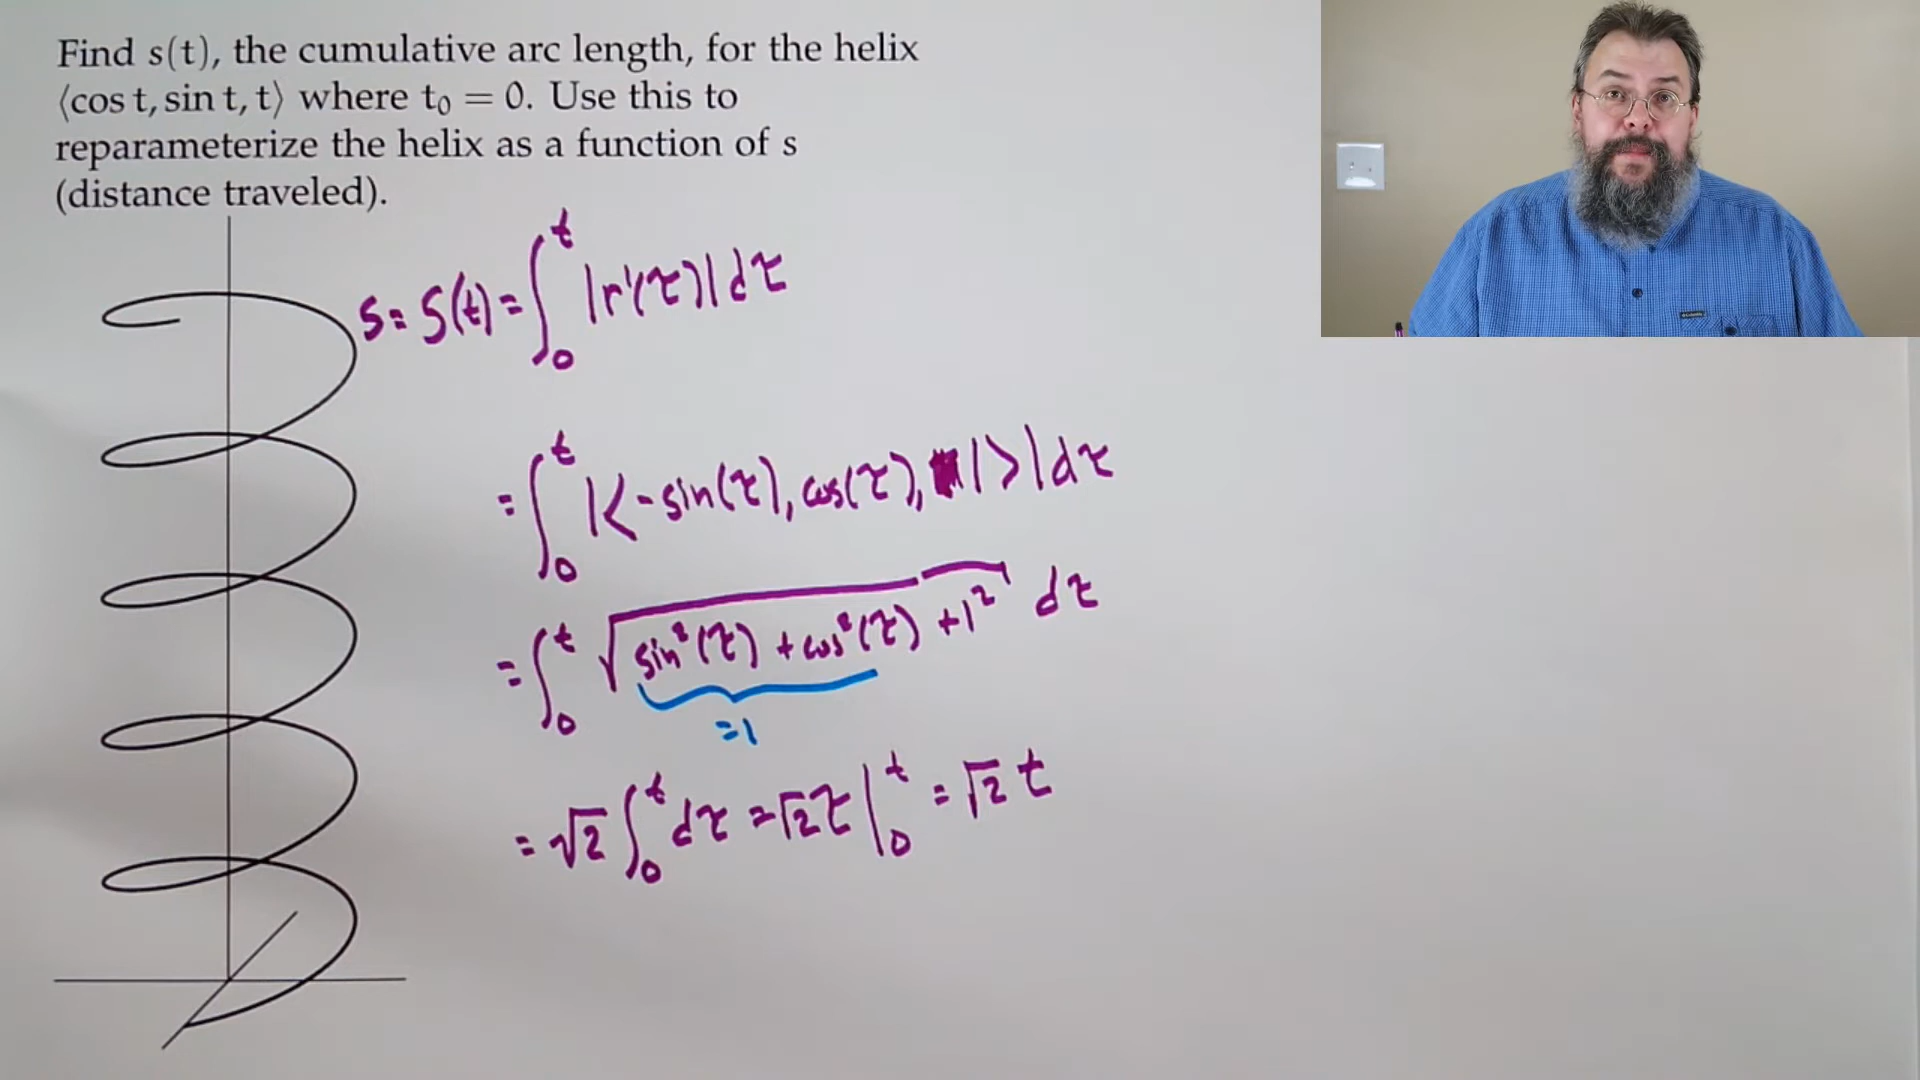 Find s(t), the cumulative arc length, for the helix
⟨cos t, sin t, t⟩ where t₀ = 0. Use this to
reparameterize the helix as a function of s
(distance traveled).
s = s(t) = ∫₀ᵗ |r'(τ)| dτ
= ∫₀ᵗ |< -sin(τ), cos(τ), 1 >| dτ
= ∫₀ᵗ √(sin²(τ) + cos²(τ) + 1²) dτ
=1
= √2 ∫₀ᵗ dτ = √2 τ |₀ᵗ = √2 t